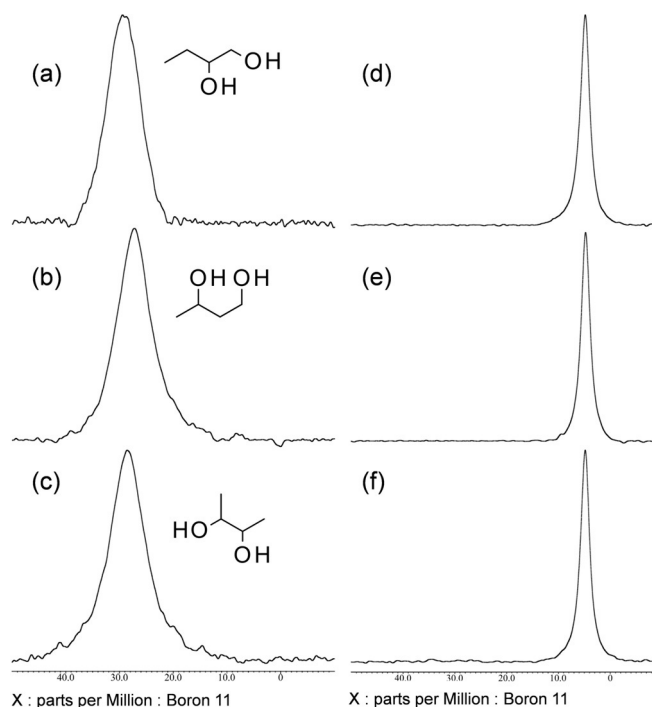 (a)
OH
OH
(d)
(b)
OH OH
(e)
(c)
HO
OH
(f)
40.0 30.0 20.0 10.0 0
X : parts per Million : Boron 11
40.0 30.0 20.0 10.0 0
X : parts per Million : Boron 11